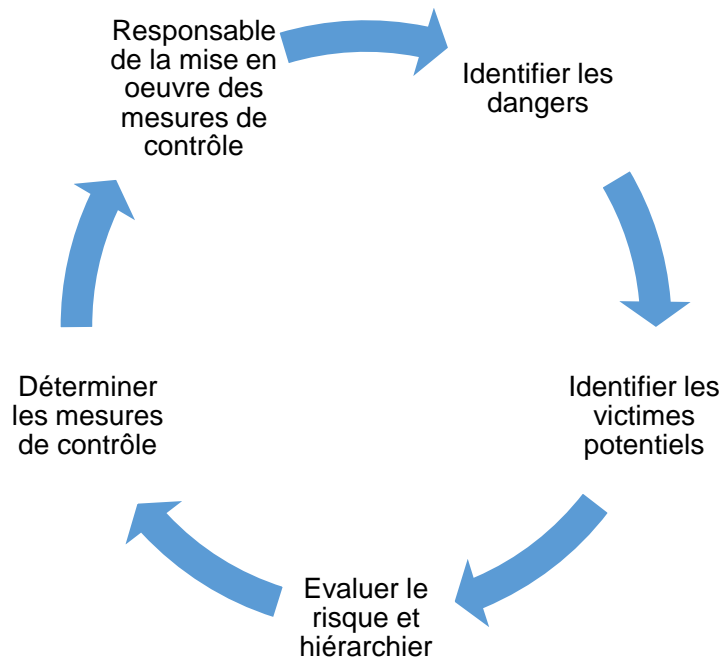 Responsable
de la mise en
oeuvre des
mesures de
contrôle
Identifier les
dangers
Identifier les
victimes
potentiels
Evaluer le
risque et
hiérarchier
Déterminer
les mesures
de contrôle